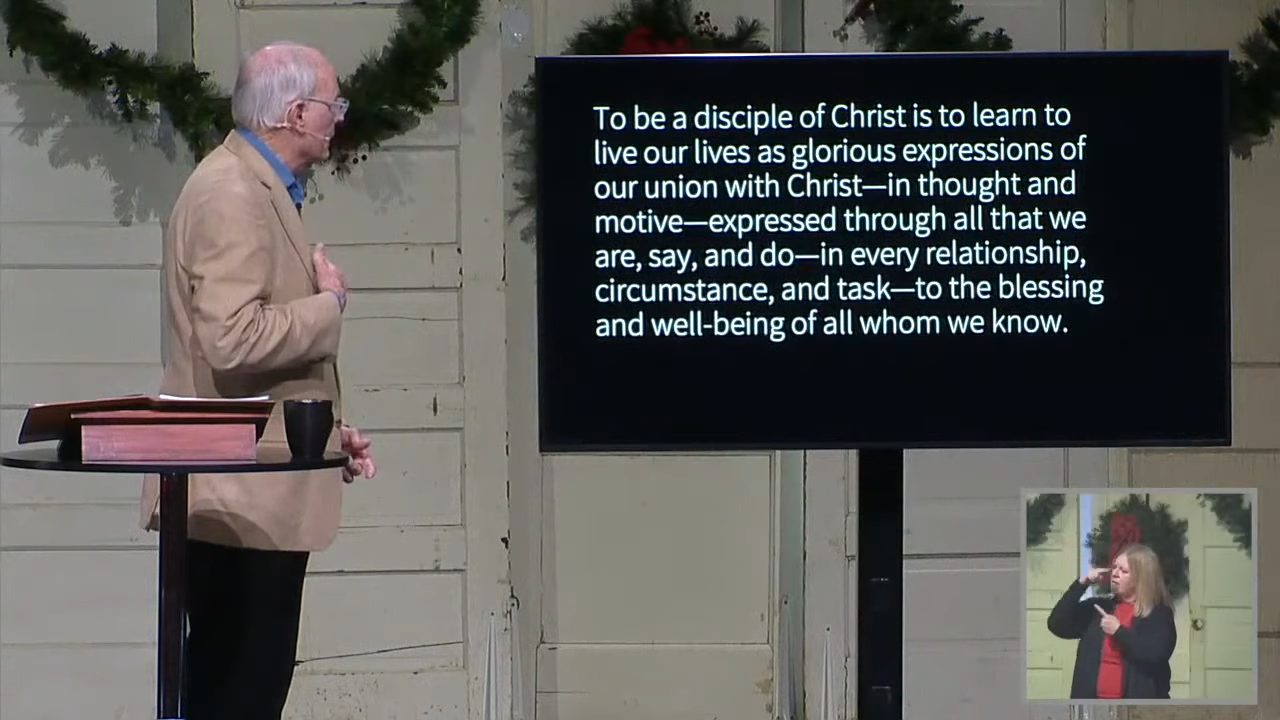 To be a disciple of Christ is to learn to
live our lives as glorious expressions of
our union with Christ—in thought and
motive—expressed through all that we
are, say, and do—in every relationship,
circumstance, and task—to the blessing
and well-being of all whom we know.